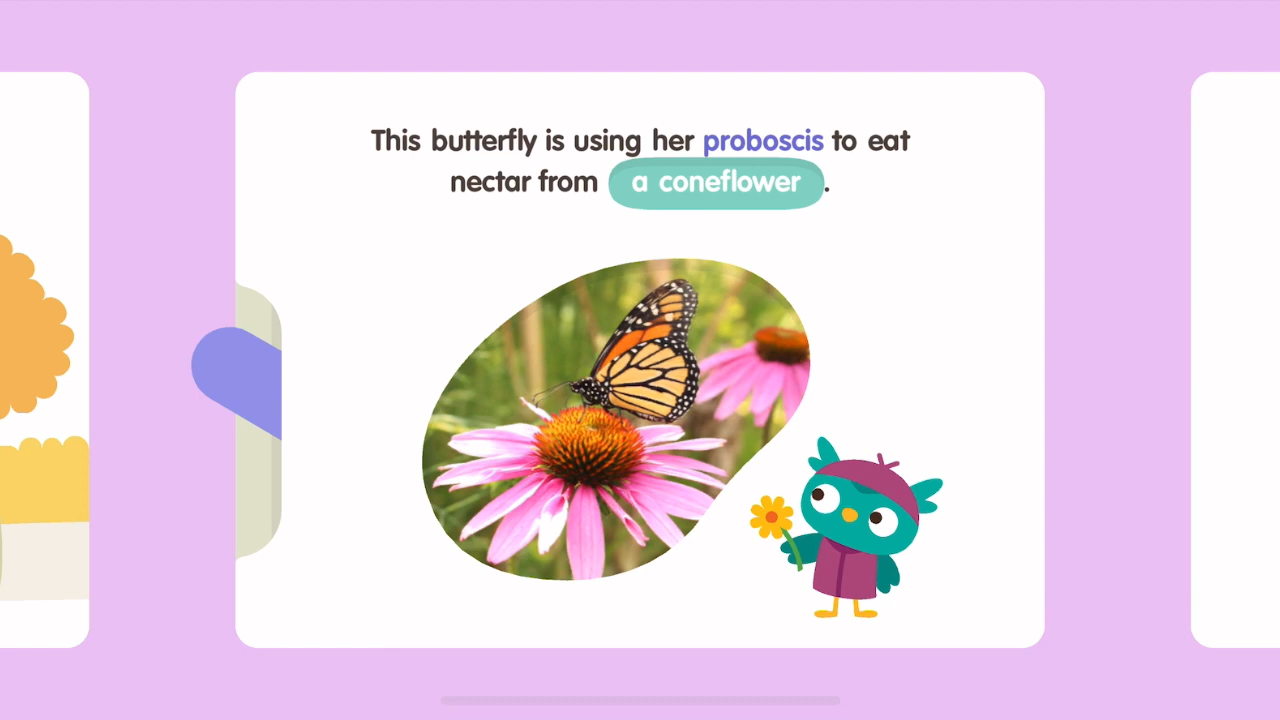 This butterfly is using her proboscis to eat
nectar from a coneflower.